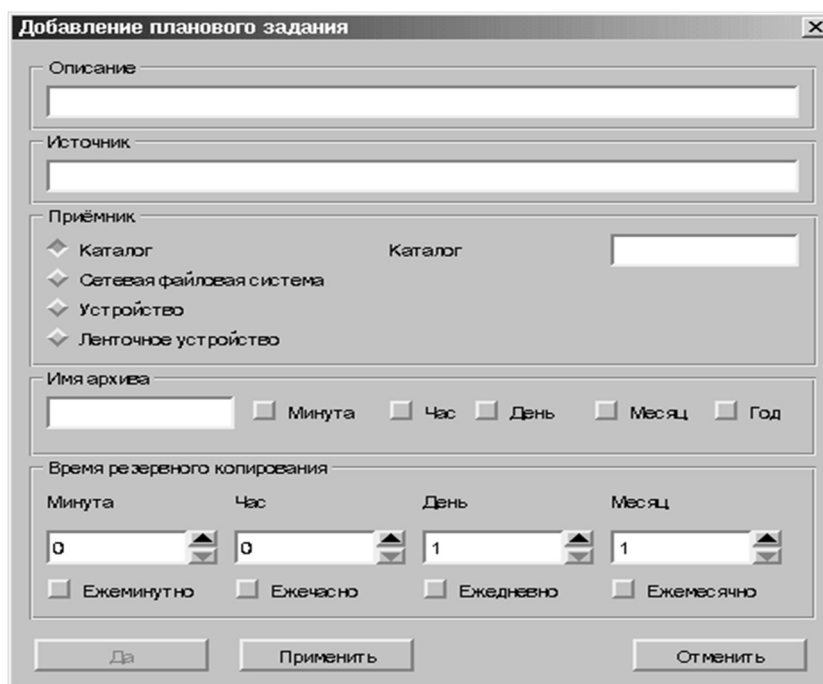 Добавление планового задания
Описание
Источник
Приёмник
Каталог Каталог
Сетевая файловая система
Устройство
Ленточное устройство
Имя архива
Минута Час День Месяц Год
Время резервного копирования
Минута Час День Месяц
0 0 1 1
Ежеминутно Ежечасно Ежедневно Ежемесячно
Да Применить Отменить